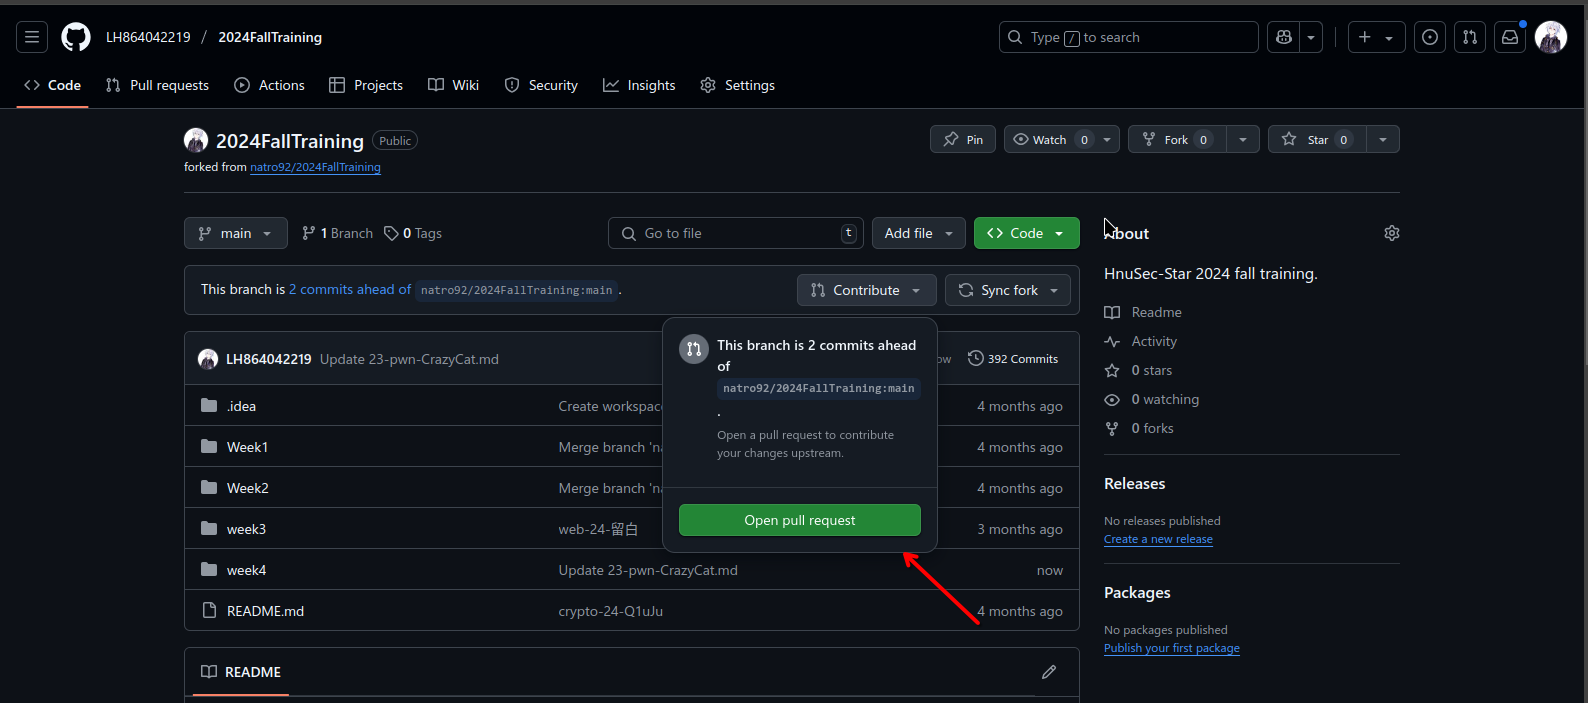 LH864042219 / 2024FallTraining
Type / to search
Code Pull requests Actions Projects Wiki Security Insights Settings
2024FallTraining Public
Pin Watch 0 Fork 0 Star 0
forked from natro92/2024FallTraining
main 1 Branch 0 Tags
Go to file t
Add file Code
This branch is 2 commits ahead of natro92/2024FallTraining:main.
Contribute Sync fork
This branch is 2 commits ahead
of
natro92/2024FallTraining:main
.
Open a pull request to contribute
your changes upstream.
Open pull request
LH864042219 Update 23-pwn-CrazyCat.md 392 Commits
.idea Create workspac 4 months ago
Week1 Merge branch 'na 4 months ago
Week2 Merge branch 'na 4 months ago
week3 web-24-留白 3 months ago
week4 Update 23-pwn-CrazyCat.md now
README.md crypto-24-Q1uJu 4 months ago
README
About
HnuSec-Star 2024 fall training.
Readme
Activity
0 stars
0 watching
0 forks
Releases
No releases published
Create a new release
Packages
No packages published
Publish your first package